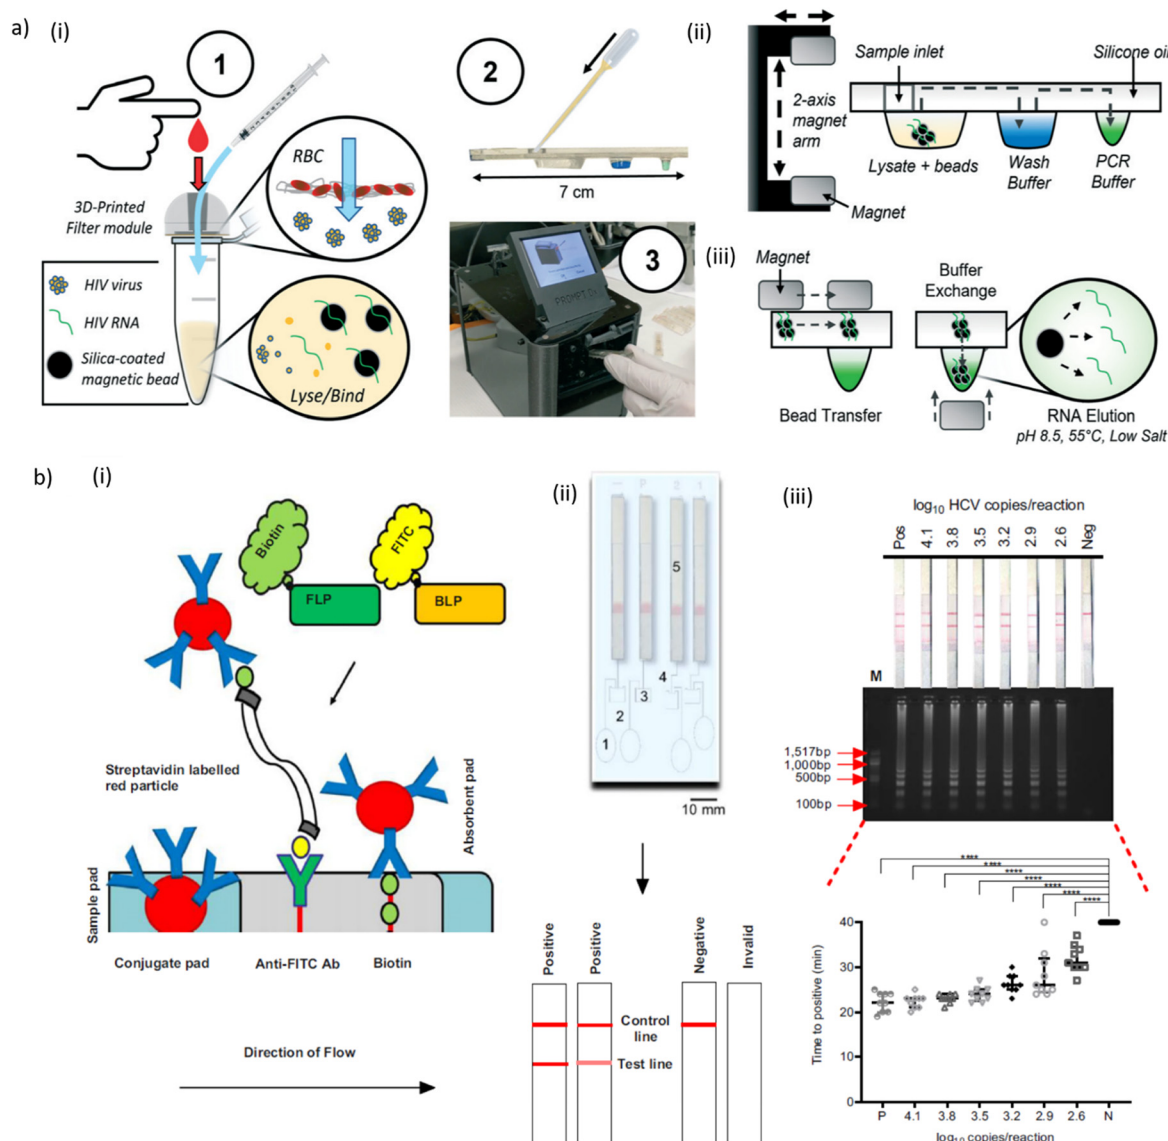 a)
(i)
1
3D-Printed
Filter module
RBC
HIV virus
HIV RNA
Silica-coated
magnetic bead
Lyse/Bind
2
7 cm
3
(ii)
Sample inlet
Silicone oil
2-axis
magnet
arm
Lysate + beads
Wash
Buffer
PCR
Buffer
Magnet
(iii)
Magnet
Buffer
Exchange
Bead Transfer
RNA Elution
pH 8.5, 55°C, Low Salt
b)
(i)
Biotin
FITC
FLP
BLP
Streptavidin labelled
red particle
Sample pad
Absorbent pad
Conjugate pad
Anti-FITC Ab
Biotin
Direction of Flow
(ii)
P
2
1
5
4
3
2
1
10 mm
Positive
Positive
Negative
Invalid
Control
line
Test line
(iii)
log10 HCV copies/reaction
Pos
4.1
3.8
3.5
3.2
2.9
2.6
Neg
M
1,517bp
1,000bp
500bp
100bp
****
****
****
****
****
****
****
Time to positive (min)
40
30
20
40
0
P
4.1
3.8
3.5
3.2
2.9
2.6
N
log10 copies/reaction